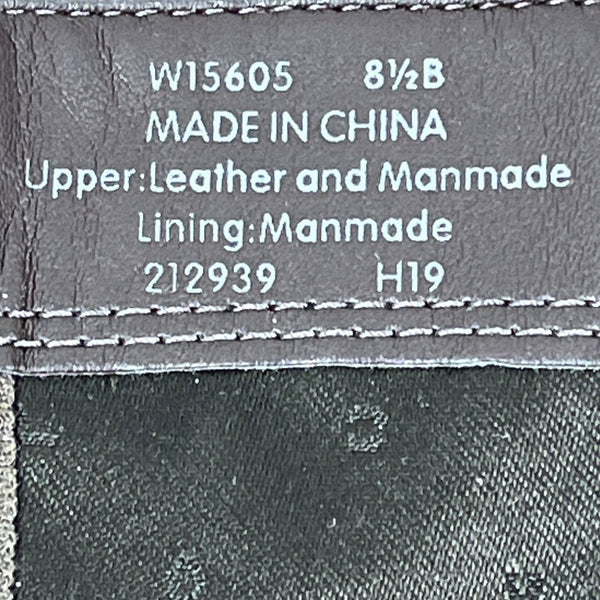 W15605 8½B
MADE IN CHINA
Upper:Leather and Manmade
Lining:Manmade
212939 H19